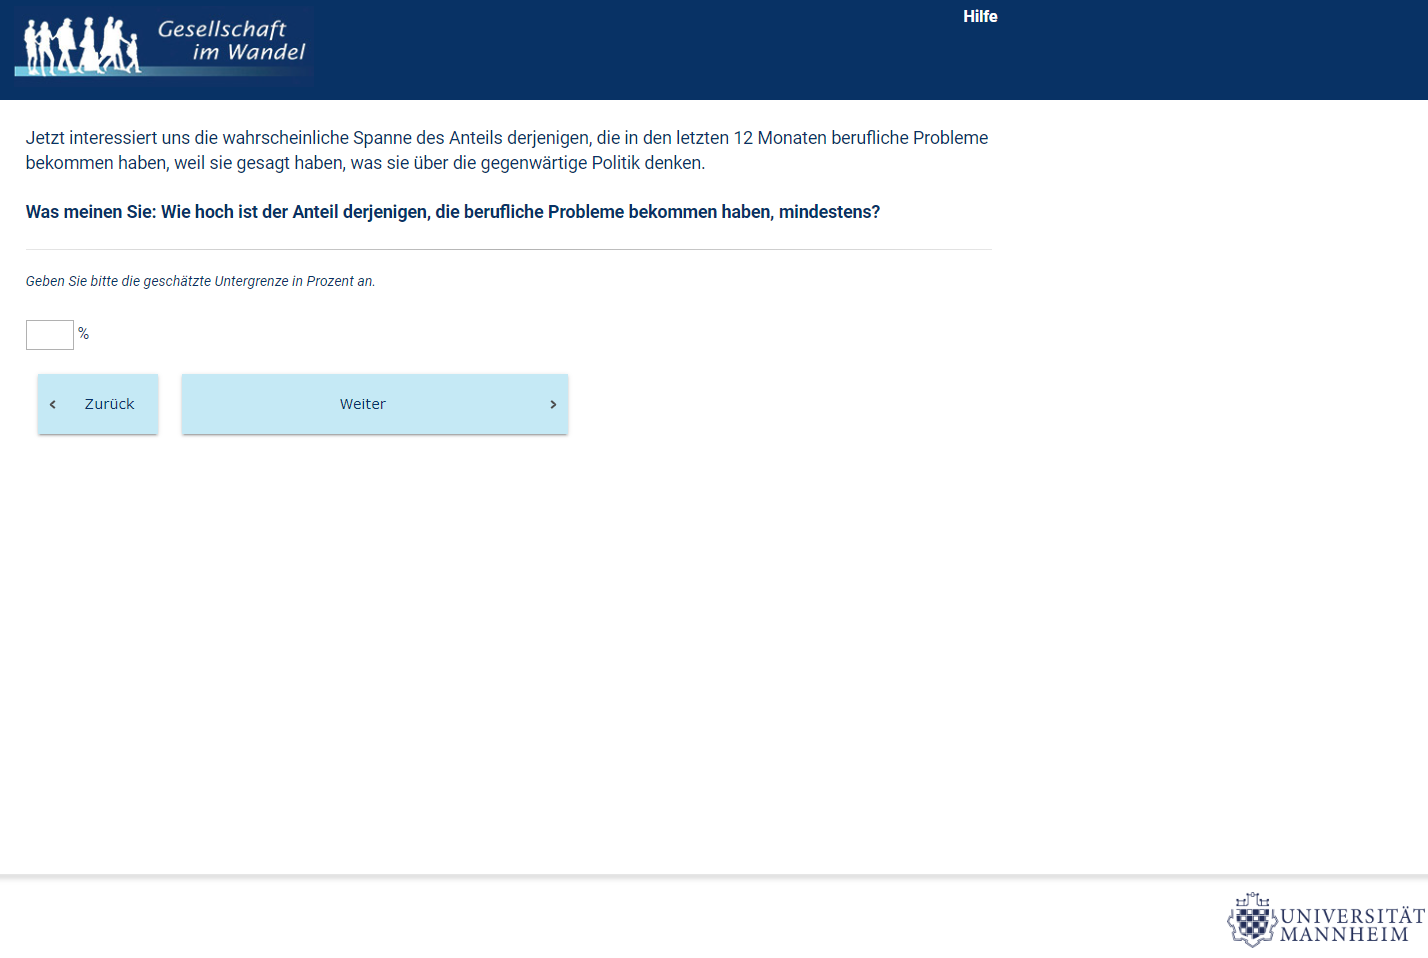 Gesellschaft
im Wandel
Hilfe
Jetzt interessiert uns die wahrscheinliche Spanne des Anteils derjenigen, die in den letzten 12 Monaten berufliche Probleme
bekommen haben, weil sie gesagt haben, was sie über die gegenwärtige Politik denken.
Was meinen Sie: Wie hoch ist der Anteil derjenigen, die berufliche Probleme bekommen haben, mindestens?
Geben Sie bitte die geschätzte Untergrenze in Prozent an.
%
Zurück
Weiter
UNIVERSITÄT
MANNHEIM